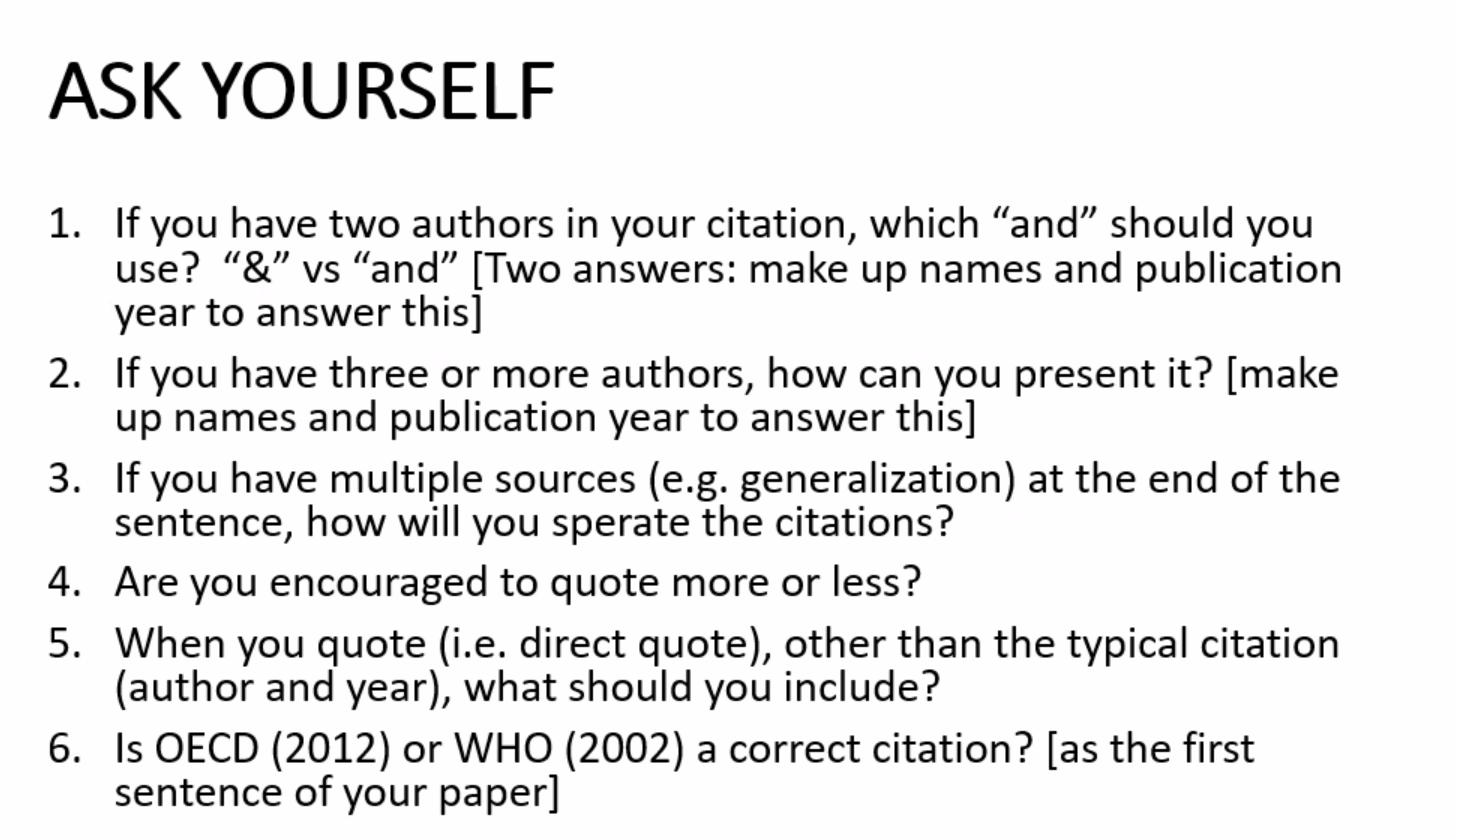 ASK YOURSELF
1. If you have two authors in your citation, which “and” should you
use?  “&” vs “and” [Two answers: make up names and publication
year to answer this]
2. If you have three or more authors, how can you present it? [make
up names and publication year to answer this]
3. If you have multiple sources (e.g. generalization) at the end of the
sentence, how will you sperate the citations?
4. Are you encouraged to quote more or less?
5. When you quote (i.e. direct quote), other than the typical citation
(author and year), what should you include?
6. Is OECD (2012) or WHO (2002) a correct citation? [as the first
sentence of your paper]